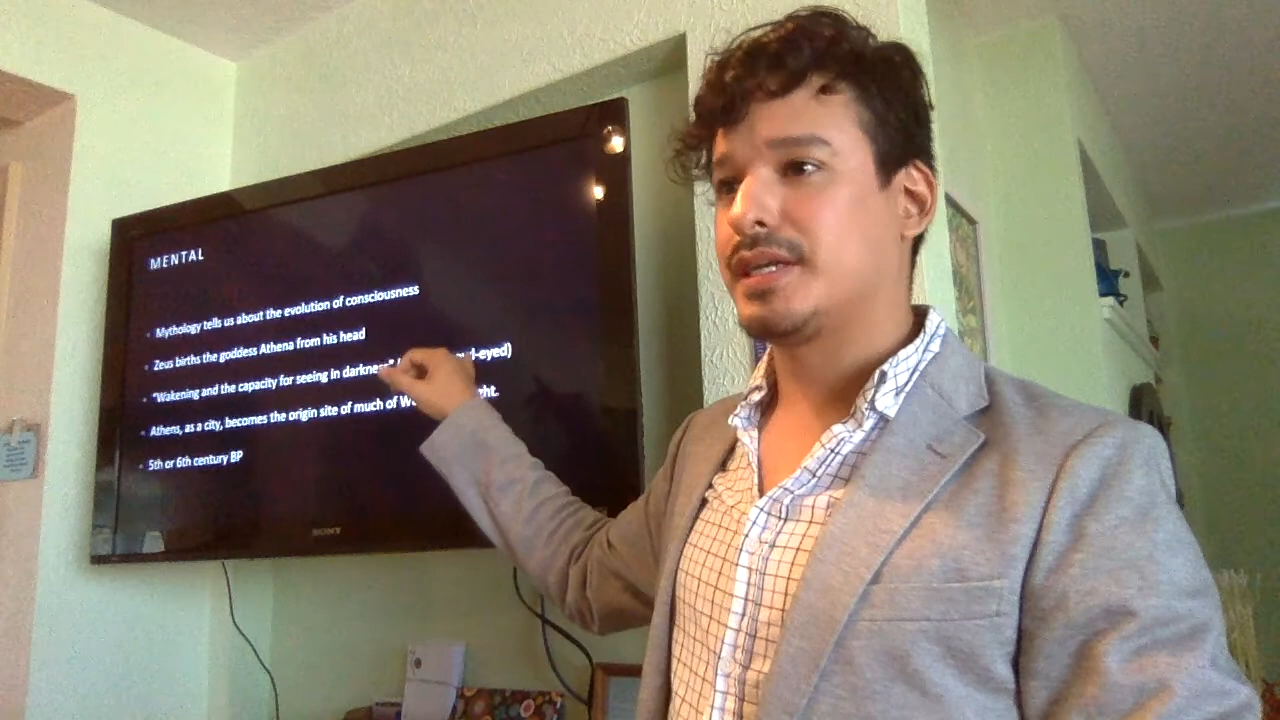 MENTAL
Mythology tells us about the evolution of consciousness
Zeus births the goddess Athena from his head
"Wakening and the capacity for seeing in darkness" -eyed)
Athens, as a city, becomes the origin site of much of
5th or 6th century BP
SONY